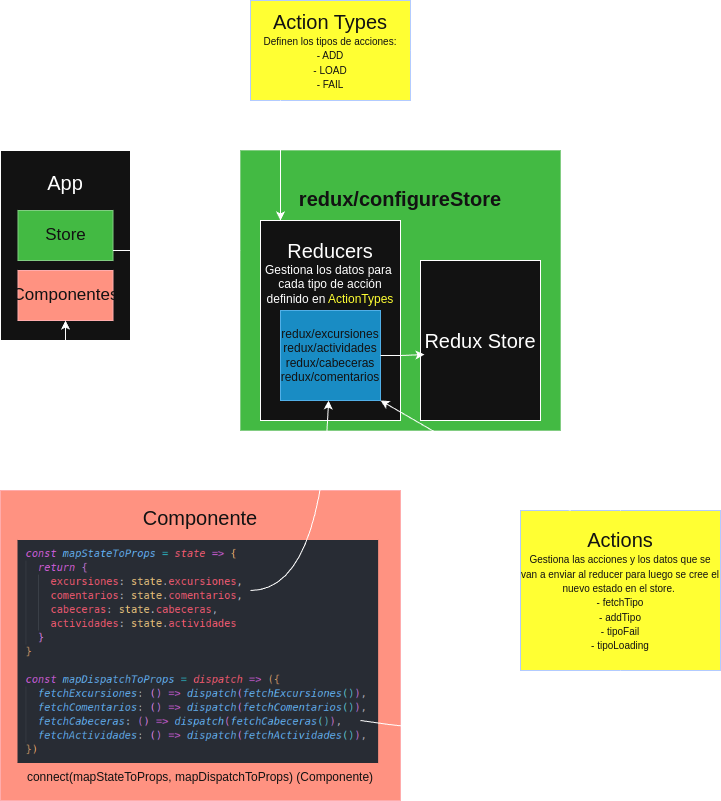 Action Types
Definen los tipos de acciones:
- ADD
- LOAD
- FAIL
App
Store
Componentes
redux/configureStore
Reducers
Gestiona los datos para
cada tipo de acción
definido en ActionTypes
redux/excursiones
redux/actividades
redux/cabeceras
redux/comentarios
Redux Store
Componente
const mapStateToProps = state => {
return {
excursiones: state.excursiones,
comentarios: state.comentarios,
cabeceras: state.cabeceras,
actividades: state.actividades
}
}
const mapDispatchToProps = dispatch => ({
fetchExcursiones: () => dispatch(fetchExcursiones()),
fetchComentarios: () => dispatch(fetchComentarios()),
fetchCabeceras: () => dispatch(fetchCabeceras()),
fetchActividades: () => dispatch(fetchActividades()),
})
connect(mapStateToProps, mapDispatchToProps) (Componente)
Actions
Gestiona las acciones y los datos que se
van a enviar al reducer para luego se cree el
nuevo estado en el store.
- fetchTipo
- addTipo
- tipoFail
- tipoLoading